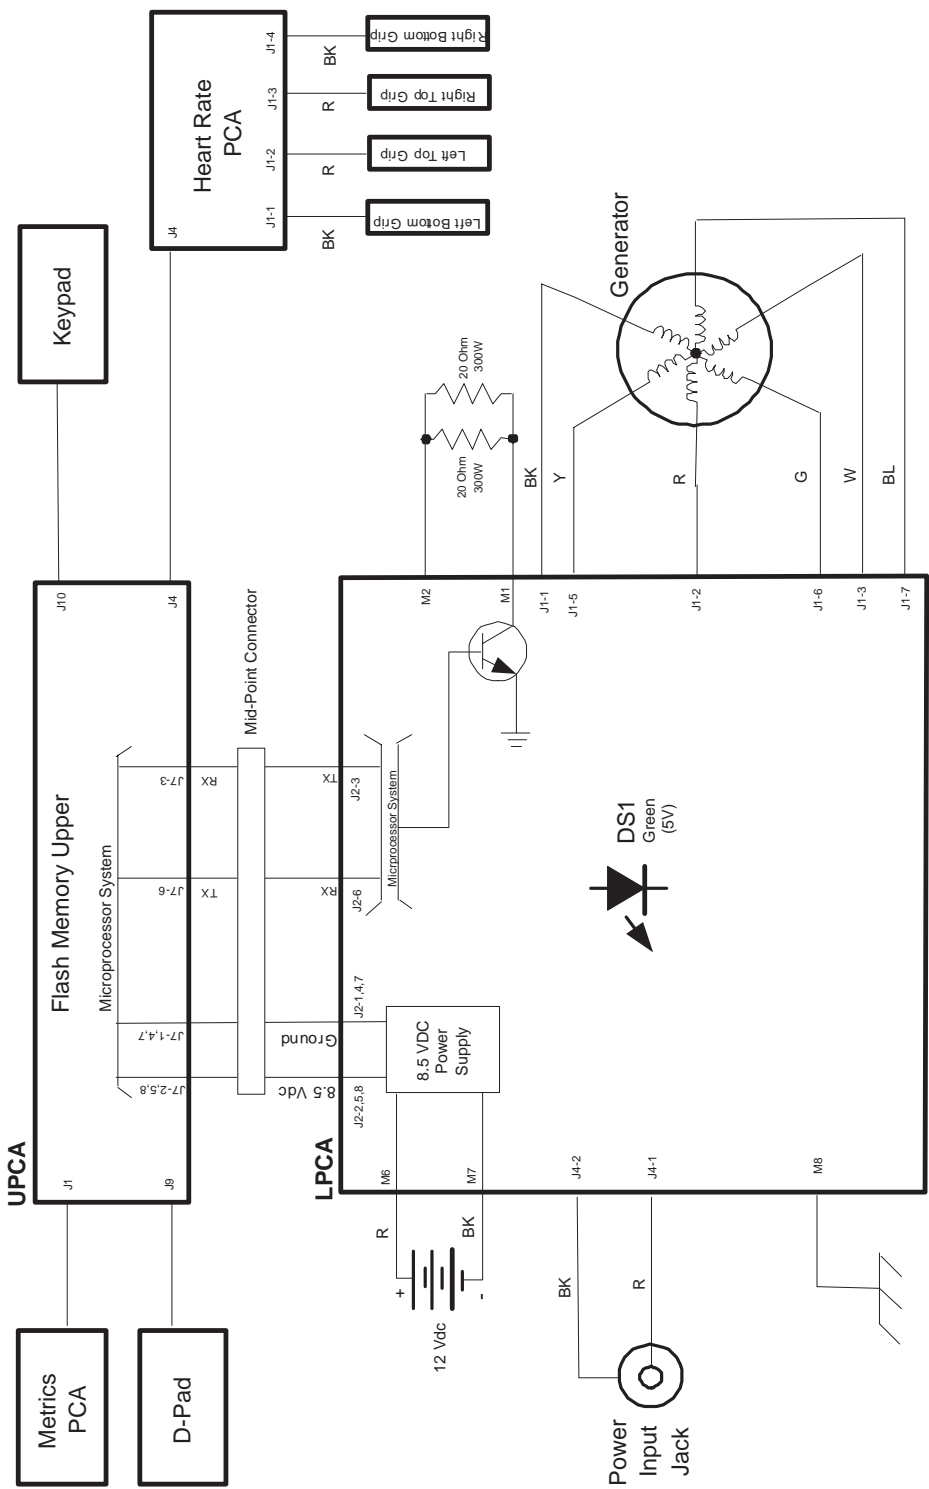 Metrics
PCA
D-Pad
UPCA
J1
J9
Flash Memory Upper
Microprocessor System
J7-2,5,8
J7-1,4,7
J7-6
J7-3
TX
RX
J10
J4
Keypad
Heart Rate
PCA
J4
J1-1
J1-2
J1-3
J1-4
BK
R
R
BK
Left Bottom Grip
Left Top Grip
Right Top Grip
Right Bottom Grip
Mid-Point Connector
8.5 Vdc
Ground
RX
TX
LPCA
J2-2,5,8
J2-1,4,7
J2-6
J2-3
Micrprocessor System
8.5 VDC
Power
Supply
M6
M7
R
BK
+
-
12 Vdc
J4-2
J4-1
M8
BK
R
Power
Input
Jack
DS1
Green
(5V)
M2
M1
20 Ohm
300W
20 Ohm
300W
J1-1
J1-5
J1-2
J1-6
J1-3
J1-7
BK
Y
R
G
W
BL
Generator